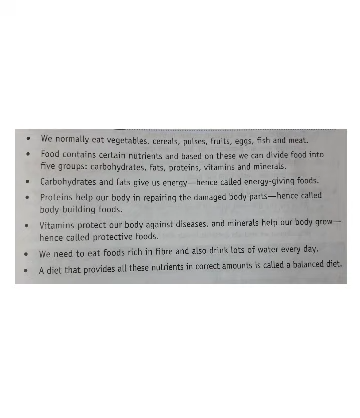 • We normally eat vegetables, cereals, pulses, fruits, eggs, fish and meat.
• Food contains certain nutrients and based on these we can divide food into
five groups: carbohydrates, fats, proteins, vitamins and minerals.
• Carbohydrates and fats give us energy—hence called energy-giving foods.
• Proteins help our body in repairing the damaged body parts—hence called
body building foods.
• Vitamins protect our body against diseases, and minerals help our body grow—
hence called protective foods.
• We need to eat foods rich in fibre and also drink lots of water every day.
• A diet that provides all these nutrients in correct amounts is called a balanced diet.